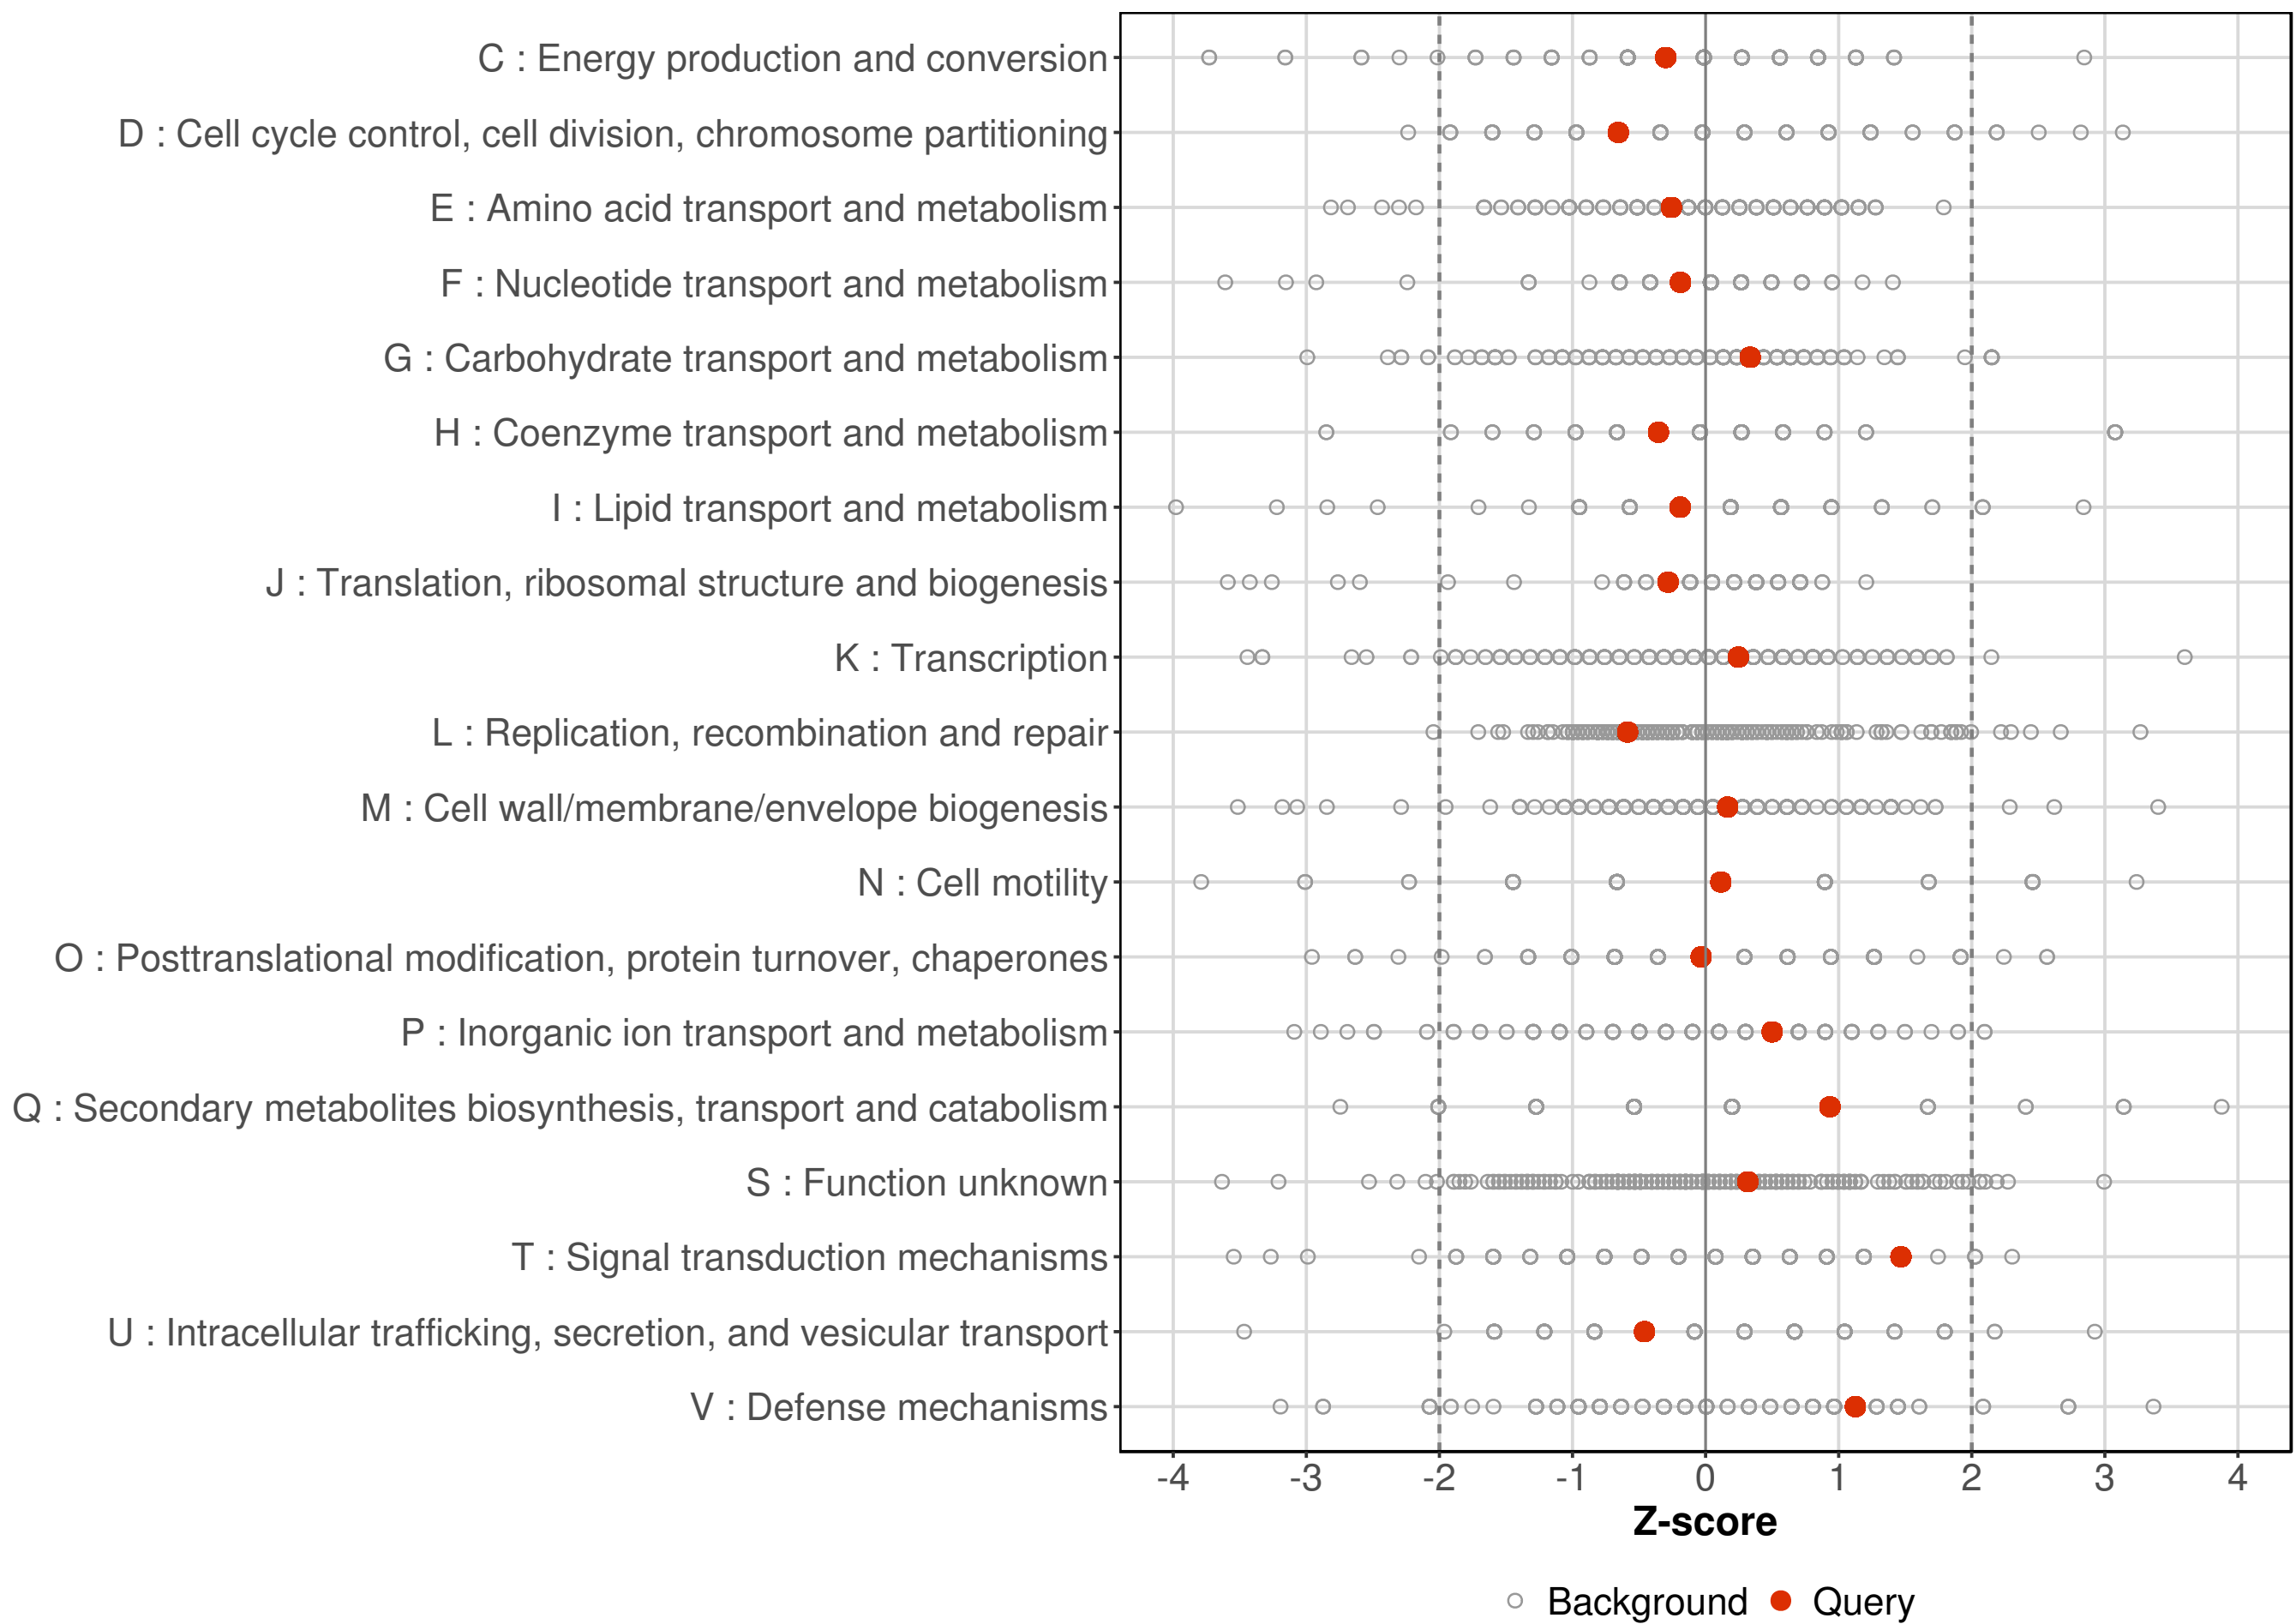 C : Energy production and conversion
D : Cell cycle control, cell division, chromosome partitioning
E : Amino acid transport and metabolism
F : Nucleotide transport and metabolism
G : Carbohydrate transport and metabolism
H : Coenzyme transport and metabolism
I : Lipid transport and metabolism
J : Translation, ribosomal structure and biogenesis
K : Transcription
L : Replication, recombination and repair
M : Cell wall/membrane/envelope biogenesis
N : Cell motility
O : Posttranslational modification, protein turnover, chaperones
P : Inorganic ion transport and metabolism
Q : Secondary metabolites biosynthesis, transport and catabolism
S : Function unknown
T : Signal transduction mechanisms
U : Intracellular trafficking, secretion, and vesicular transport
V : Defense mechanisms
-4 -3 -2 -1 0 1 2 3 4
Z-score
Background Query